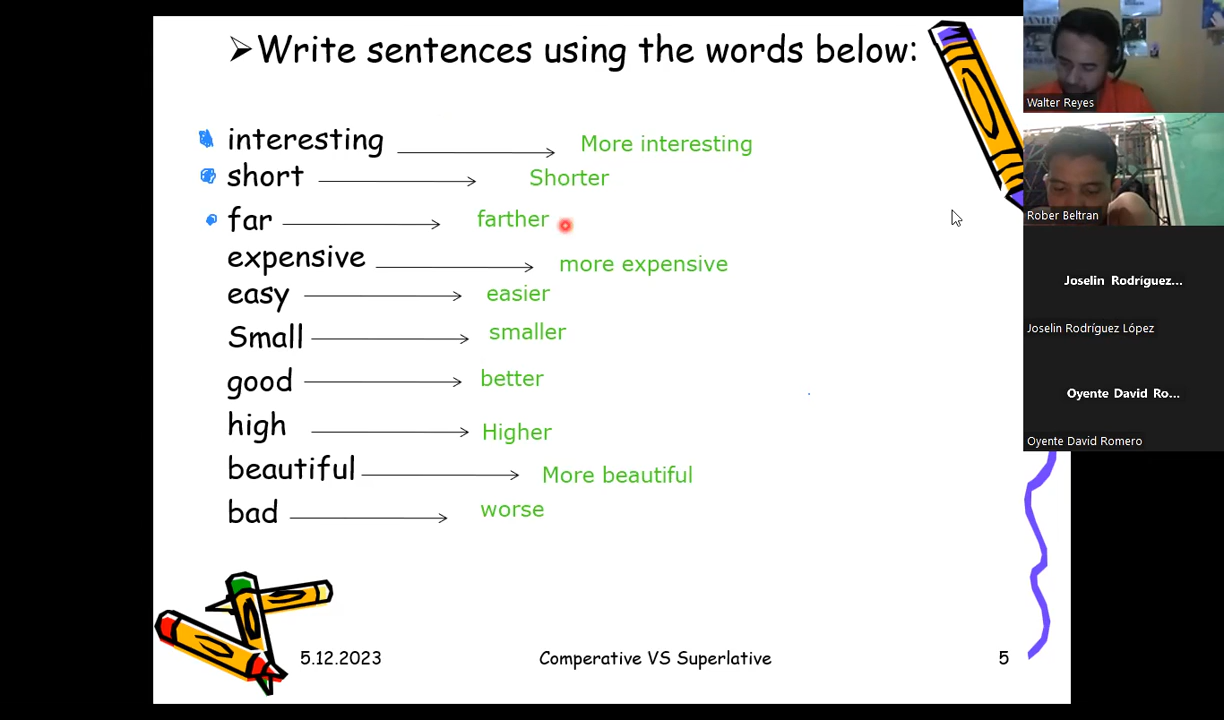 ➢Write sentences using the words below:
interesting More interesting
short Shorter
far farther
expensive more expensive
easy easier
Small smaller
good better
high Higher
beautiful More beautiful
bad worse
5.12.2023 Comperative VS Superlative 5
Walter Reyes
Rober Beltran
Joselin Rodríguez...
Joselin Rodríguez López
Oyente David Ro...
Oyente David Romero